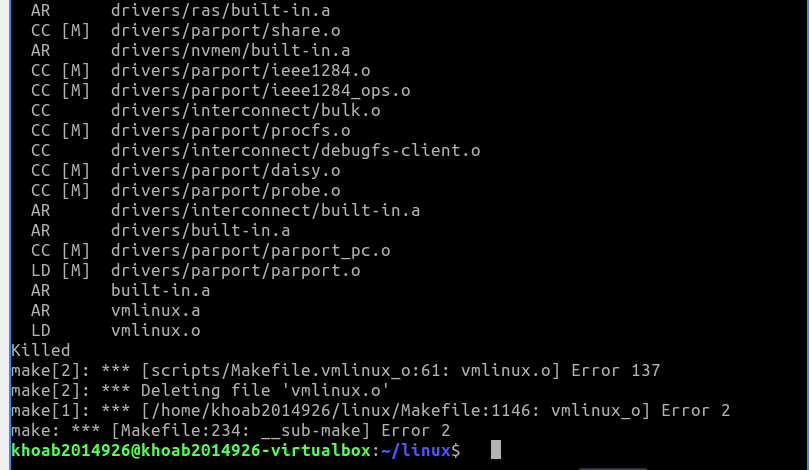 AR drivers/ras/built-in.a
CC [M] drivers/parport/share.o
AR drivers/nvmem/built-in.a
CC [M] drivers/parport/ieee1284.o
CC [M] drivers/parport/ieee1284_ops.o
CC drivers/interconnect/bulk.o
CC [M] drivers/parport/procfs.o
CC drivers/interconnect/debugfs-client.o
CC [M] drivers/parport/daisy.o
CC [M] drivers/parport/probe.o
AR drivers/interconnect/built-in.a
AR drivers/built-in.a
CC [M] drivers/parport/parport_pc.o
LD [M] drivers/parport/parport.o
AR built-in.a
AR vmlinux.a
LD vmlinux.o
Killed
make[2]: *** [scripts/Makefile.vmlinux_o:61: vmlinux.o] Error 137
make[2]: *** Deleting file 'vmlinux.o'
make[1]: *** [/home/khoab2014926/linux/Makefile:1146: vmlinux_o] Error 2
make: *** [Makefile:234: __sub-make] Error 2
khoab2014926@khoab2014926-virtualbox:~/linux$